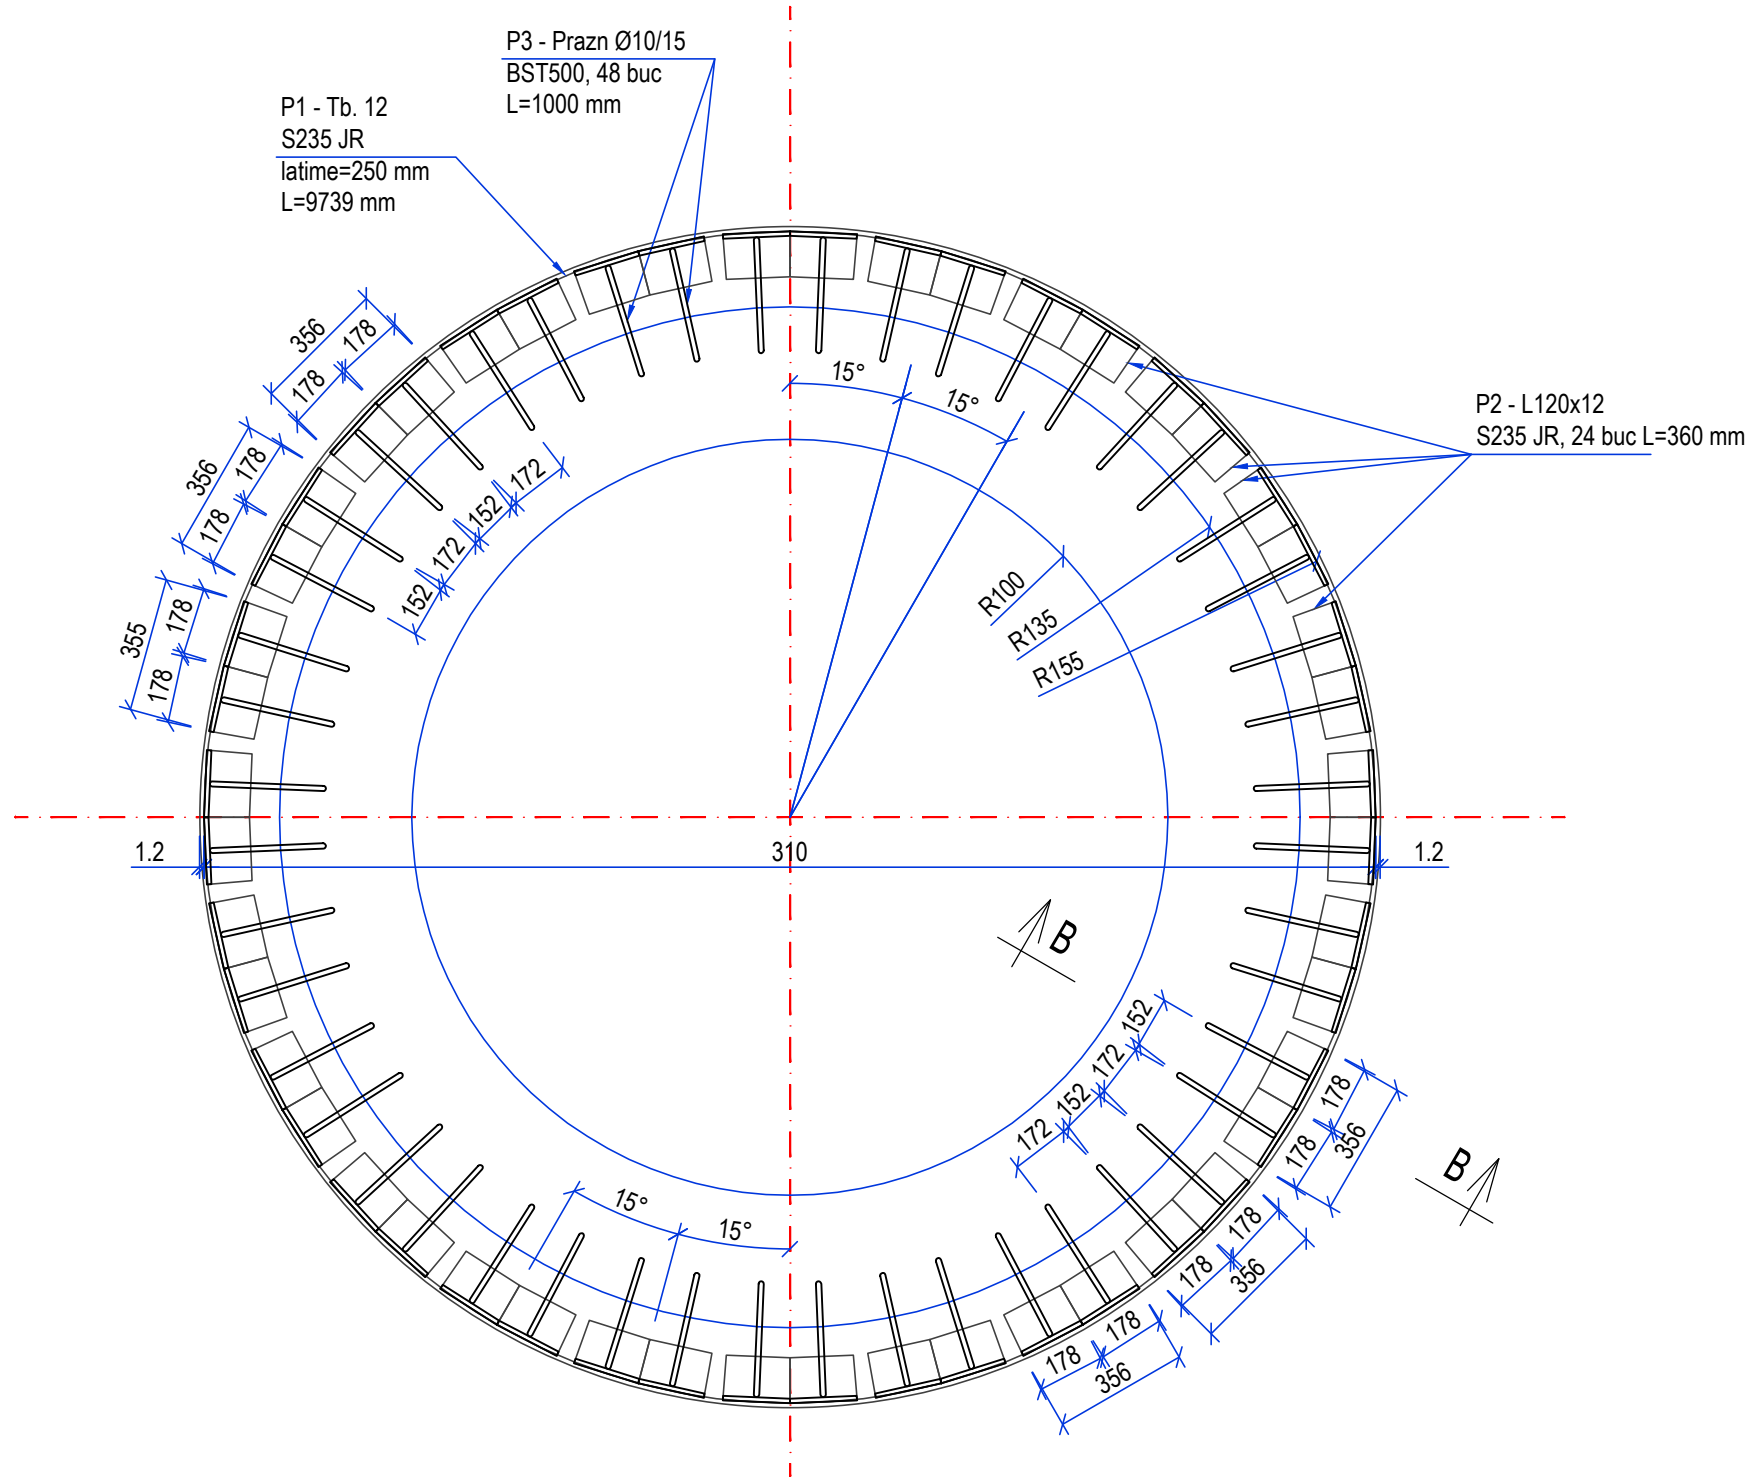 P3 - Prazn Ø10/15
BST500, 48 buc
L=1000 mm
P1 - Tb. 12
S235 JR
latime=250 mm
L=9739 mm
P2 - L120x12
S235 JR, 24 buc L=360 mm
15°
15°
356
178
178
356
178
178
355
178
178
172
152
172
152
R100
R135
R155
1.2
310
1.2
B
B
152
172
152
172
178
356
178
178
356
178
178
356
178
15°
15°